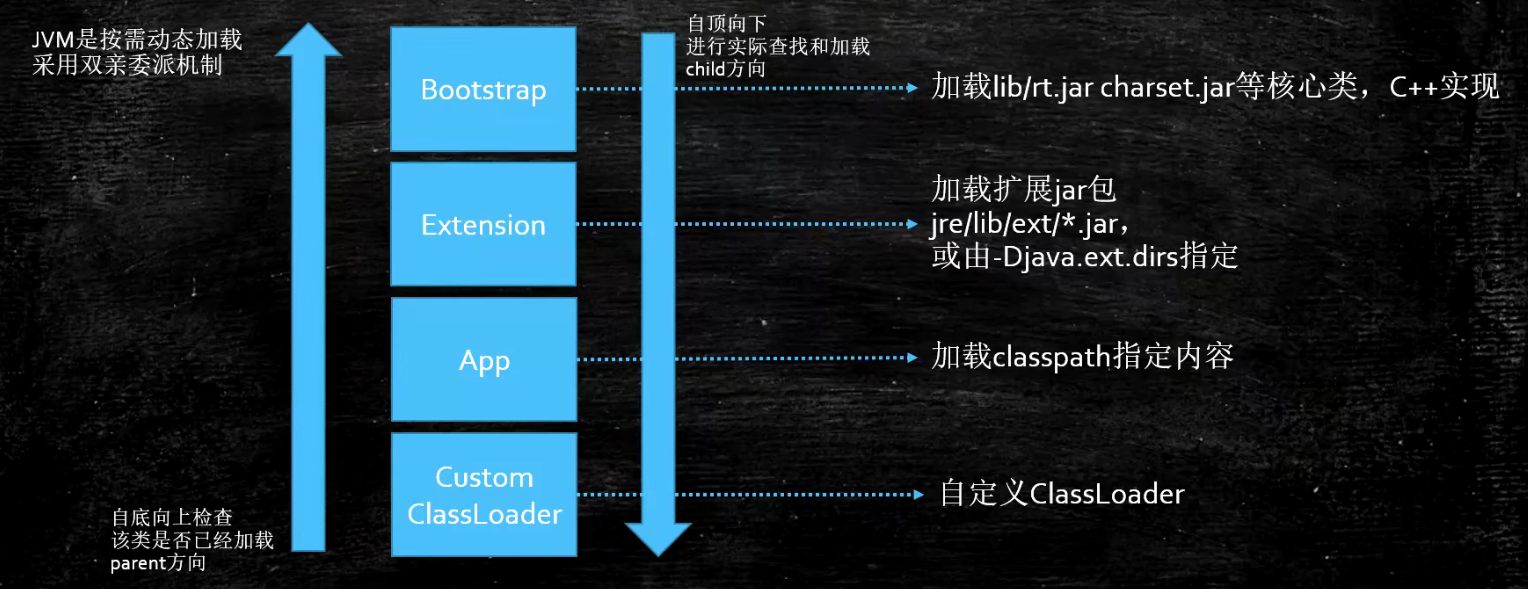 JVM是按需动态加载
采用双亲委派机制
自顶向下
进行实际查找和加载
child方向
Bootstrap
加载lib/rt.jar charset.jar等核心类，C++实现
Extension
加载扩展jar包
jre/lib/ext/*.jar，
或由-Djava.ext.dirs指定
App
加载classpath指定内容
Custom
ClassLoader
自定义ClassLoader
自底向上检查
该类是否已经加载
parent方向